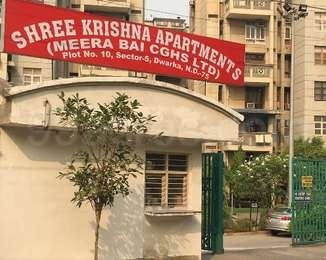 SHREE KRISHNA APARTMENTS
(MEERA BAI CGHS LTD)
Plot No. 10, Sector-5, Dwarka, N.D.-75